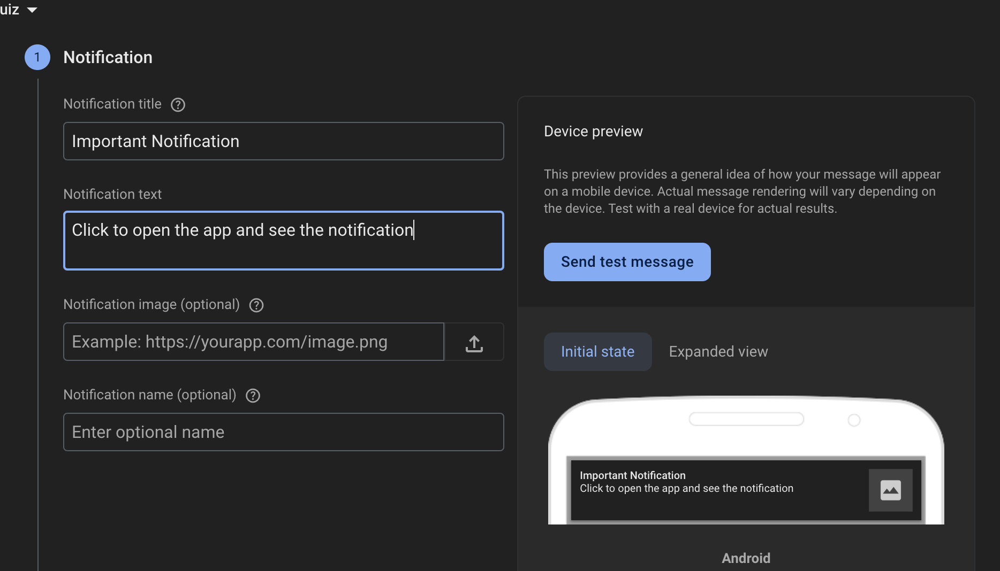 uiz
1
Notification
Notification title
Important Notification
Notification text
Click to open the app and see the notification
Notification image (optional)
Example: https://yourapp.com/image.png
Notification name (optional)
Enter optional name
Device preview
This preview provides a general idea of how your message will appear
on a mobile device. Actual message rendering will vary depending on
the device. Test with a real device for actual results.
Send test message
Initial state
Expanded view
Important Notification
Click to open the app and see the notification
Android